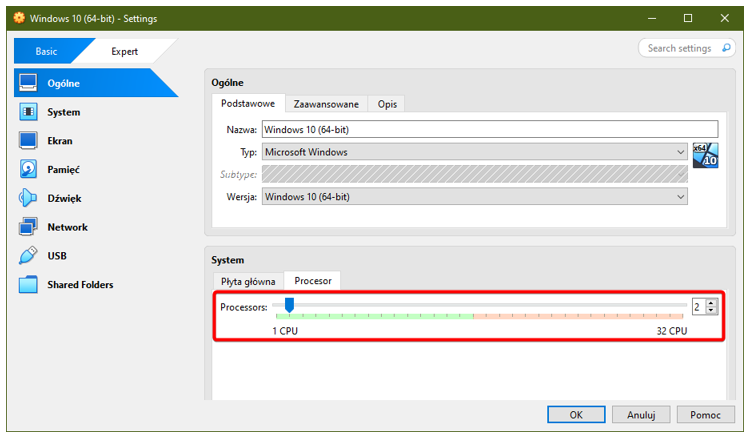 Windows 10 (64-bit) - Settings
Basic
Expert
Search settings
Ogólne
System
Ekran
Pamięć
Dźwięk
Network
USB
Shared Folders
Ogólne
Podstawowe
Zaawansowane
Opis
Nazwa: Windows 10 (64-bit)
Typ: Microsoft Windows
x64
10
Subtype:
Wersja: Windows 10 (64-bit)
System
Płyta główna
Procesor
Processors: 2
1 CPU 32 CPU
OK
Anuluj
Pomoc